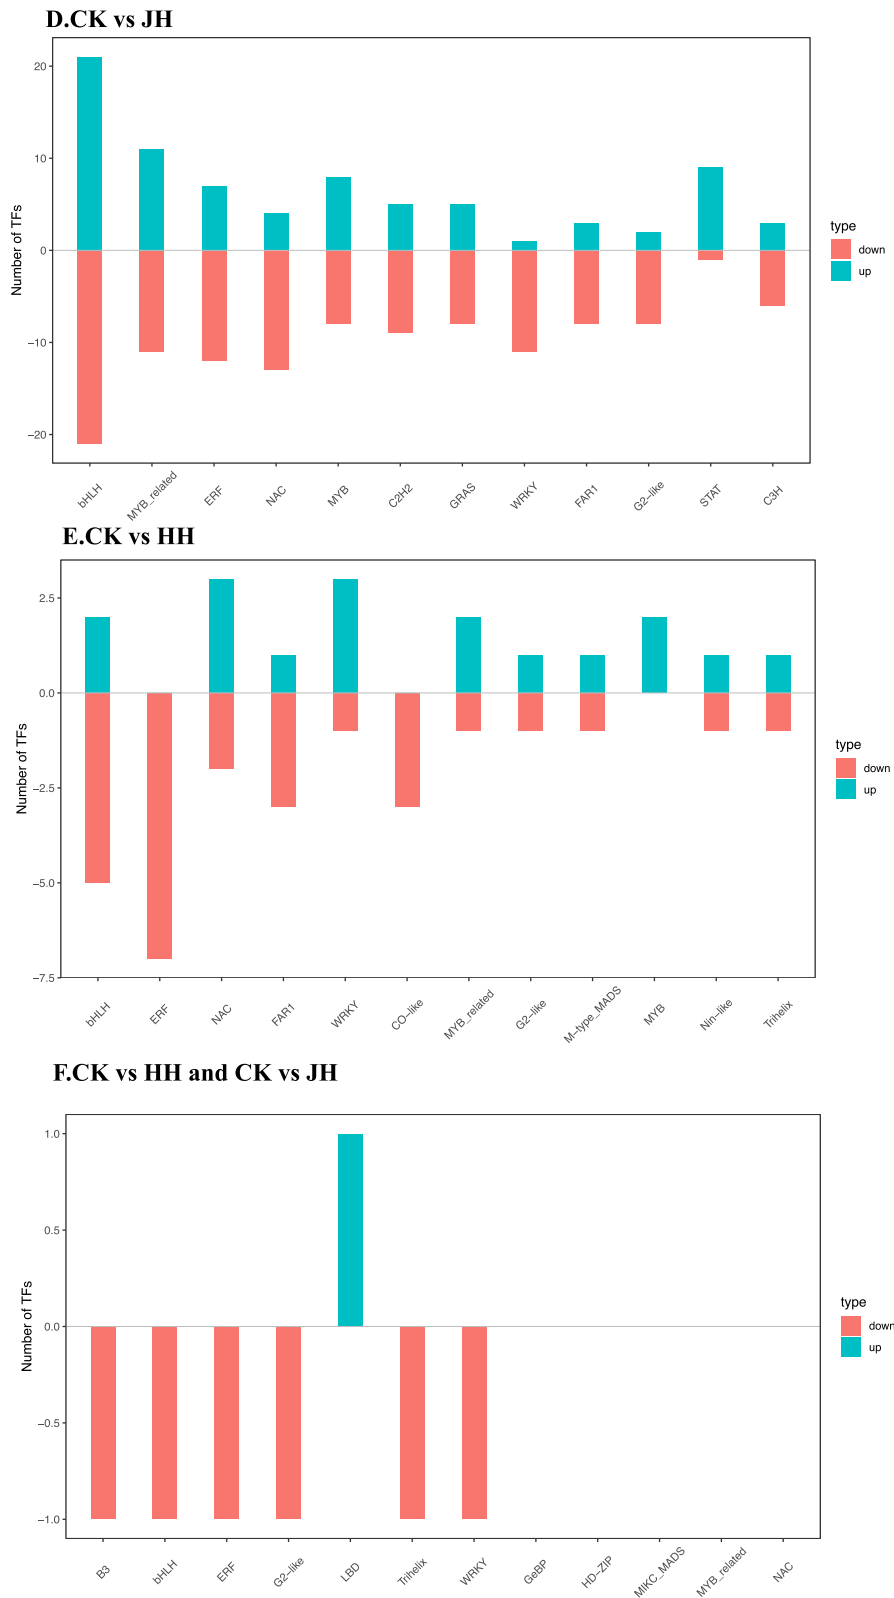 D.CK vs JH
20
10
0
−10
−20
Number of TFs
bHLH
MYB_related
ERF
NAC
MYB
C2H2
GRAS
WRKY
FAR1
G2−like
STAT
C3H
type
down
up
E.CK vs HH
2.5
0.0
−2.5
−5.0
−7.5
Number of TFs
bHLH
ERF
NAC
FAR1
WRKY
CO−like
MYB_related
G2−like
M−type_MADS
MYB
Nin−like
Trihelix
type
down
up
F.CK vs HH and CK vs JH
1.0
0.5
0.0
−0.5
−1.0
Number of TFs
B3
bHLH
ERF
G2−like
LBD
Trihelix
WRKY
GeBP
HD−ZIP
MIKC_MADS
MYB_related
NAC
type
down
up